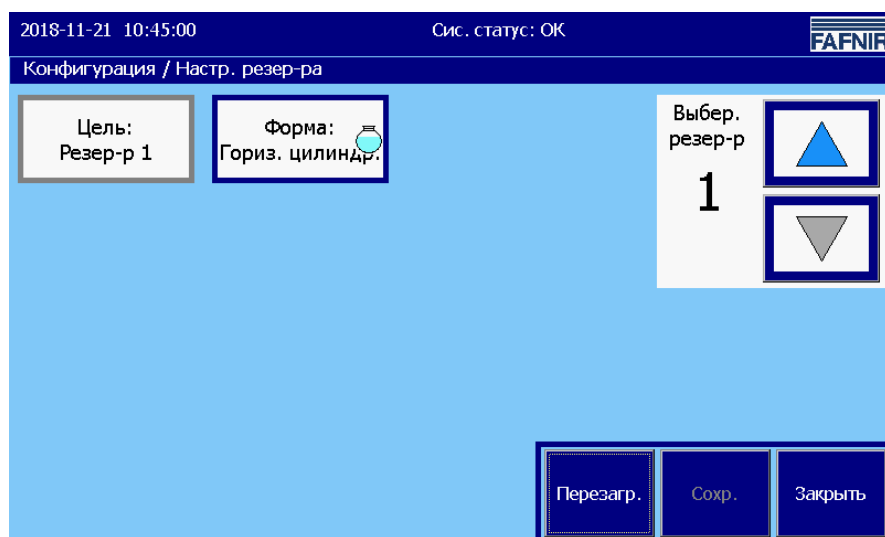 2018-11-21 10:45:00
Сис. статус: OK
FAFNIR
Конфигурация / Настр. резер-ра
Цель:
Резер-р 1
Форма:
Гориз. цилиндр.
Выбер.
резер-р
1
Перезагр.
Сохр.
Закрыть